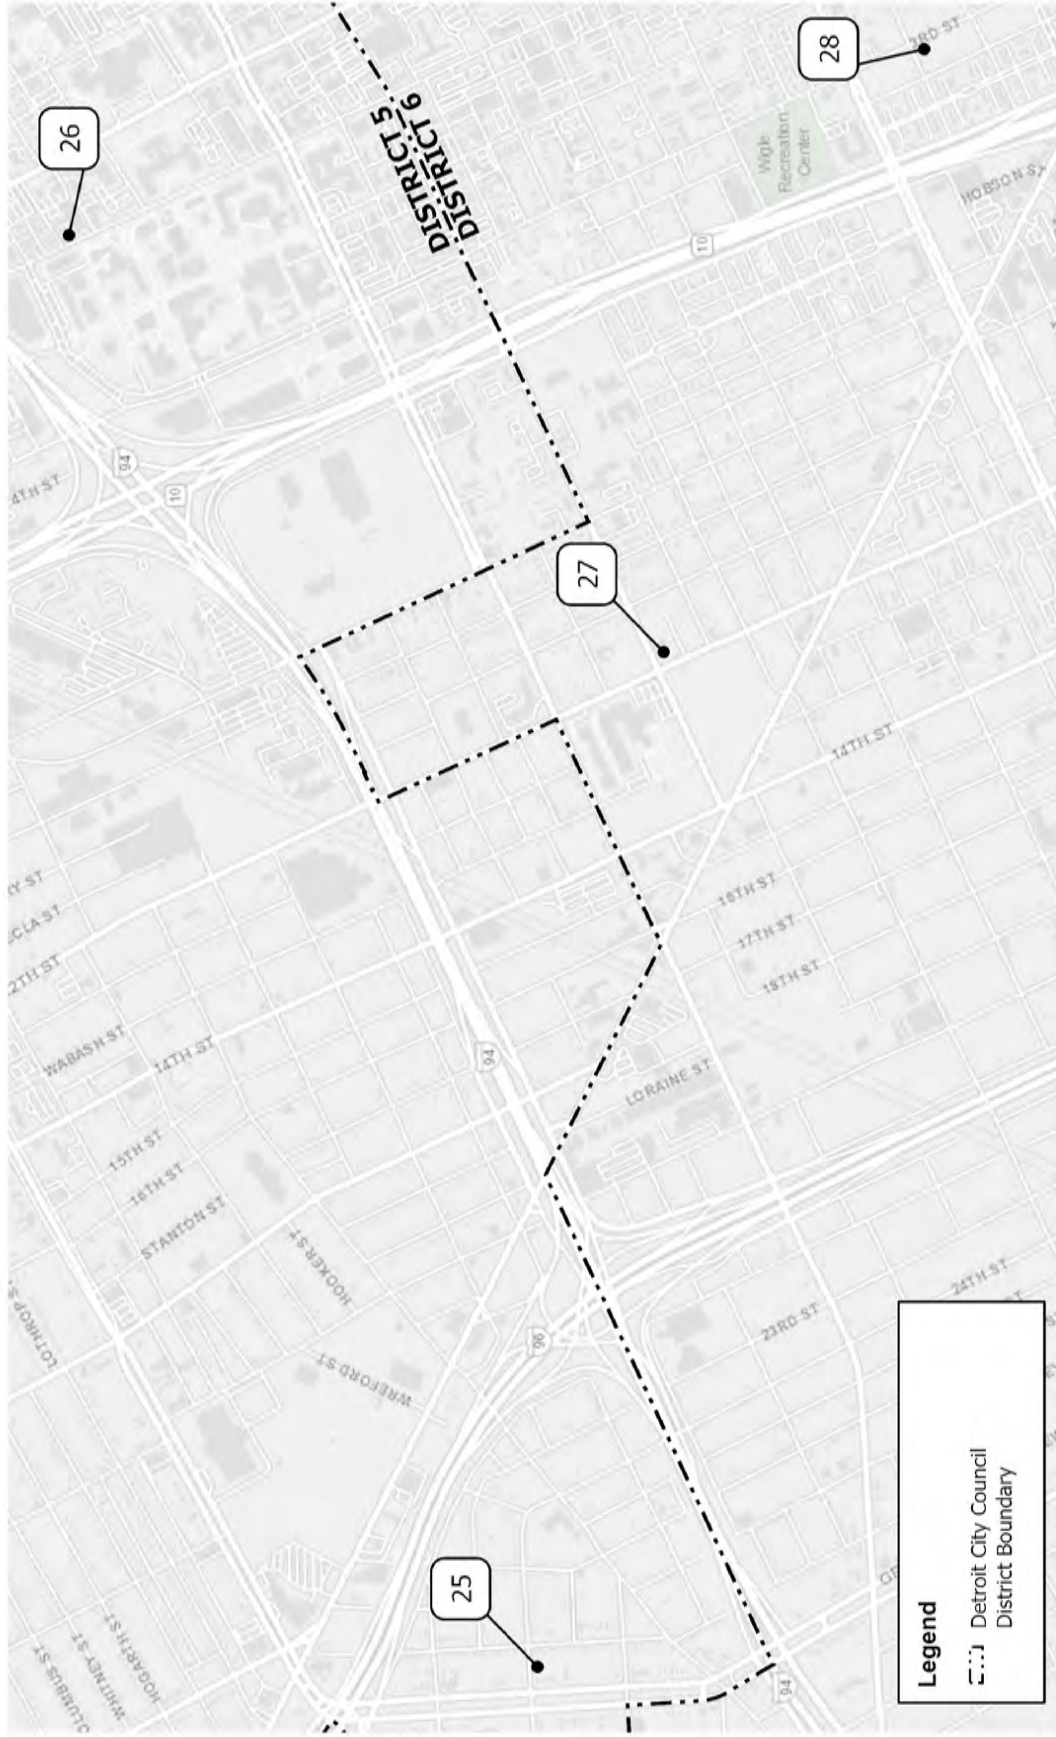 26
28
3RD ST
DISTRICT 5
DISTRICT 6
Wigle
Recreation
Center
HOBSON ST
10
94
10
4TH ST
27
14TH ST
16TH ST
17TH ST
18TH ST
WABASH ST
14TH ST
94
LORAINE ST
15TH ST
16TH ST
STANTON ST
HOOKER ST
WREFORD ST
96
23RD ST
24TH ST
25
HOGARTH ST
WHITNEY ST
94
Legend
Detroit City Council
District Boundary